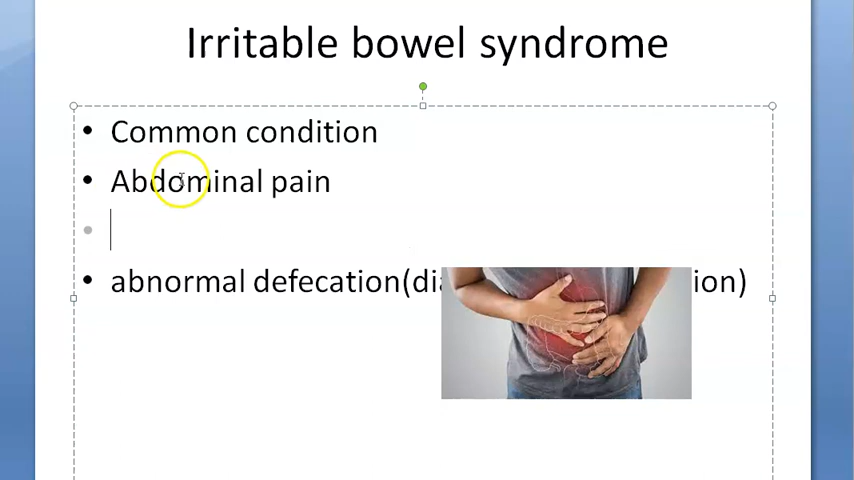 Irritable bowel syndrome
• Common condition
• Abdominal pain
•
• abnormal defecation(di ion)